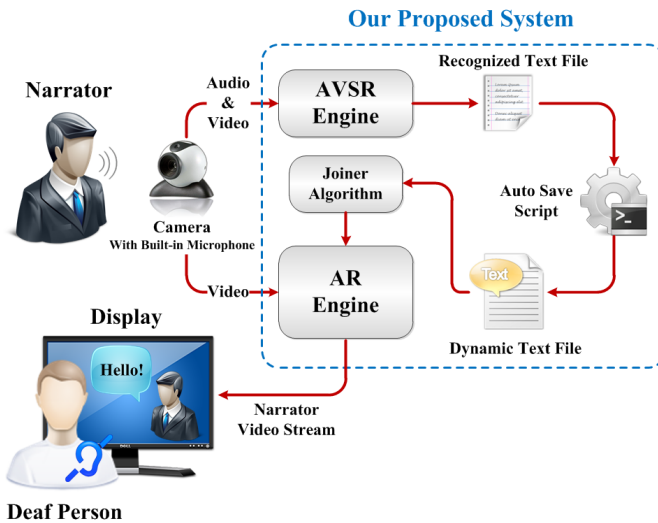 Our Proposed System
Narrator
Audio
&
Video
AVSR
Engine
Recognized Text File
Joiner
Algorithm
Auto Save
Script
>_
Camera
With Built-in Microphone
Video
AR
Engine
Text
Dynamic Text File
Display
Hello!
Narrator
Video Stream
DELL
Deaf Person